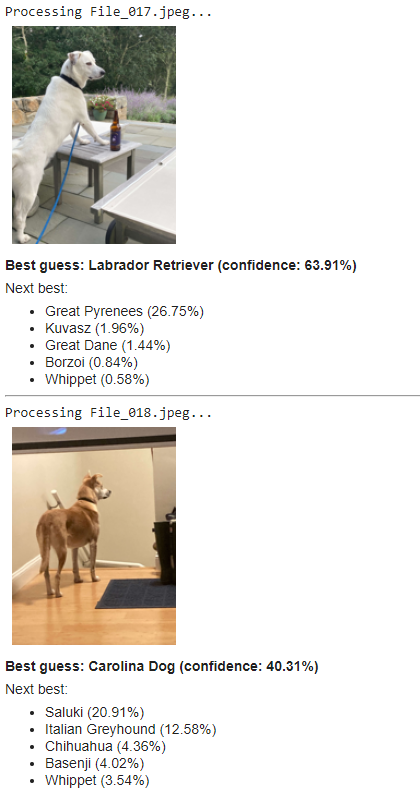 Processing File_017.jpeg...
Best guess: Labrador Retriever (confidence: 63.91%)
Next best:
Great Pyrenees (26.75%)
Kuvasz (1.96%)
Great Dane (1.44%)
Borzoi (0.84%)
Whippet (0.58%)
Processing File_018.jpeg...
Best guess: Carolina Dog (confidence: 40.31%)
Next best:
Saluki (20.91%)
Italian Greyhound (12.58%)
Chihuahua (4.36%)
Basenji (4.02%)
Whippet (3.54%)